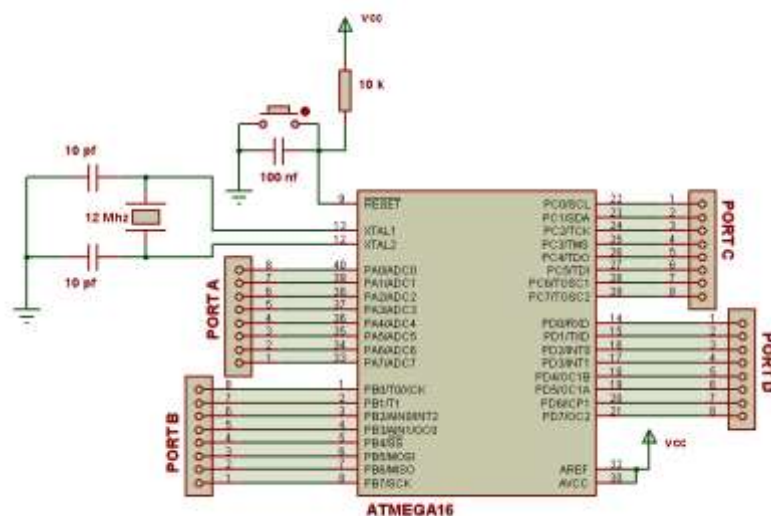 Vcc
10 k
10 pf
100 nf
12 Mhz
10 pf
9
RESET
13
XTAL1
12
XTAL2
PORT A
8 40 PA0/ADC0
7 39 PA1/ADC1
6 38 PA2/ADC2
5 37 PA3/ADC3
4 36 PA4/ADC4
3 35 PA5/ADC5
2 34 PA6/ADC6
1 33 PA7/ADC7
PORT B
8 1 PB0/T0/XCK
7 2 PB1/T1
6 3 PB2/AIN0/INT2
5 4 PB3/AIN1/OC0
4 5 PB4/SS
3 6 PB5/MOSI
2 7 PB6/MISO
1 8 PB7/SCK
PC0/SCL 22 1
PC1/SDA 23 2
PC2/TCK 24 3
PC3/TMS 25 4
PC4/TDO 26 5
PC5/TDI 27 6
PC6/TOSC1 28 7
PC7/TOSC2 29 8
PORT C
PD0/RXD 14 1
PD1/TXD 15 2
PD2/INT0 16 3
PD3/INT1 17 4
PD4/OC1B 18 5
PD5/OC1A 19 6
PD6/ICP1 20 7
PD7/OC2 21 8
PORT D
AREF 32
AVCC 30
Vcc
ATMEGA16